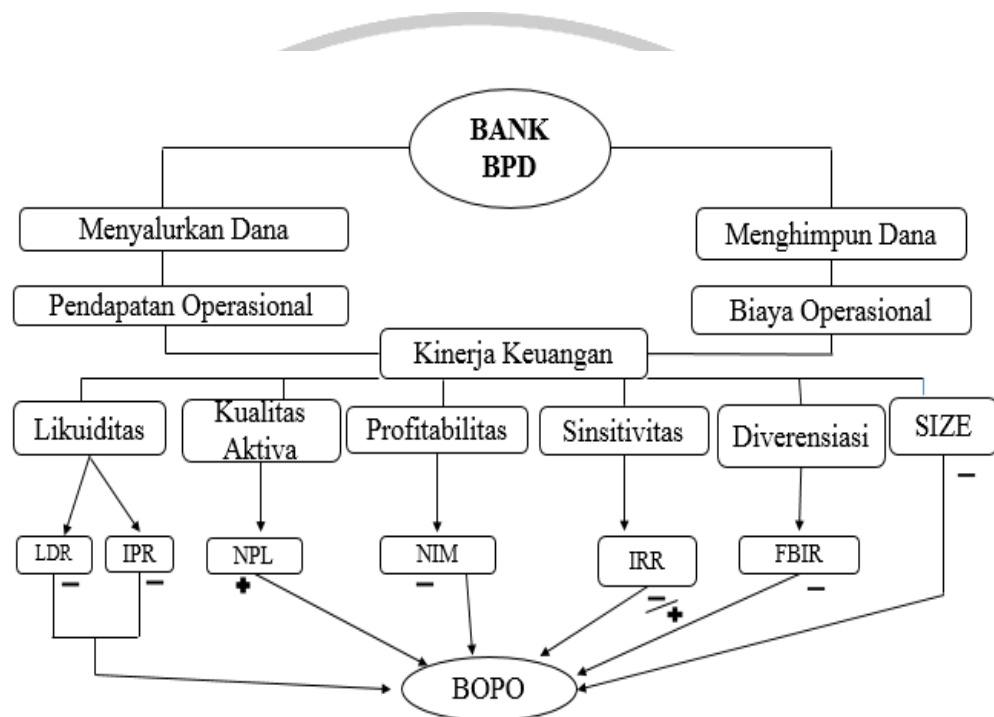 BANK
BPD
Menyalurkan Dana
Menghimpun Dana
Pendapatan Operasional
Biaya Operasional
Kinerja Keuangan
Likuiditas
Kualitas
Aktiva
Profitabilitas
Sinsitivitas
Diverensiasi
SIZE
LDR
IPR
NPL
NIM
IRR
FBIR
−
−
−
+
−
−/+
−
BOPO